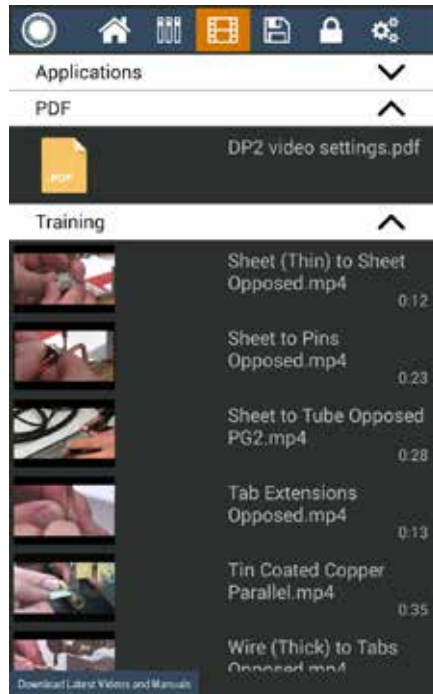 Applications
PDF
.PDF
DP2 video settings.pdf
Training
Sheet (Thin) to Sheet
Opposed.mp4
0:12
Sheet to Pins
Opposed.mp4
0:23
Sheet to Tube Opposed
PG2.mp4
0:28
Tab Extensions
Opposed.mp4
0:13
Tin Coated Copper
Parallel.mp4
0:35
Wire (Thick) to Tabs
Opposed.mp4
Download Latest Videos and Manuals